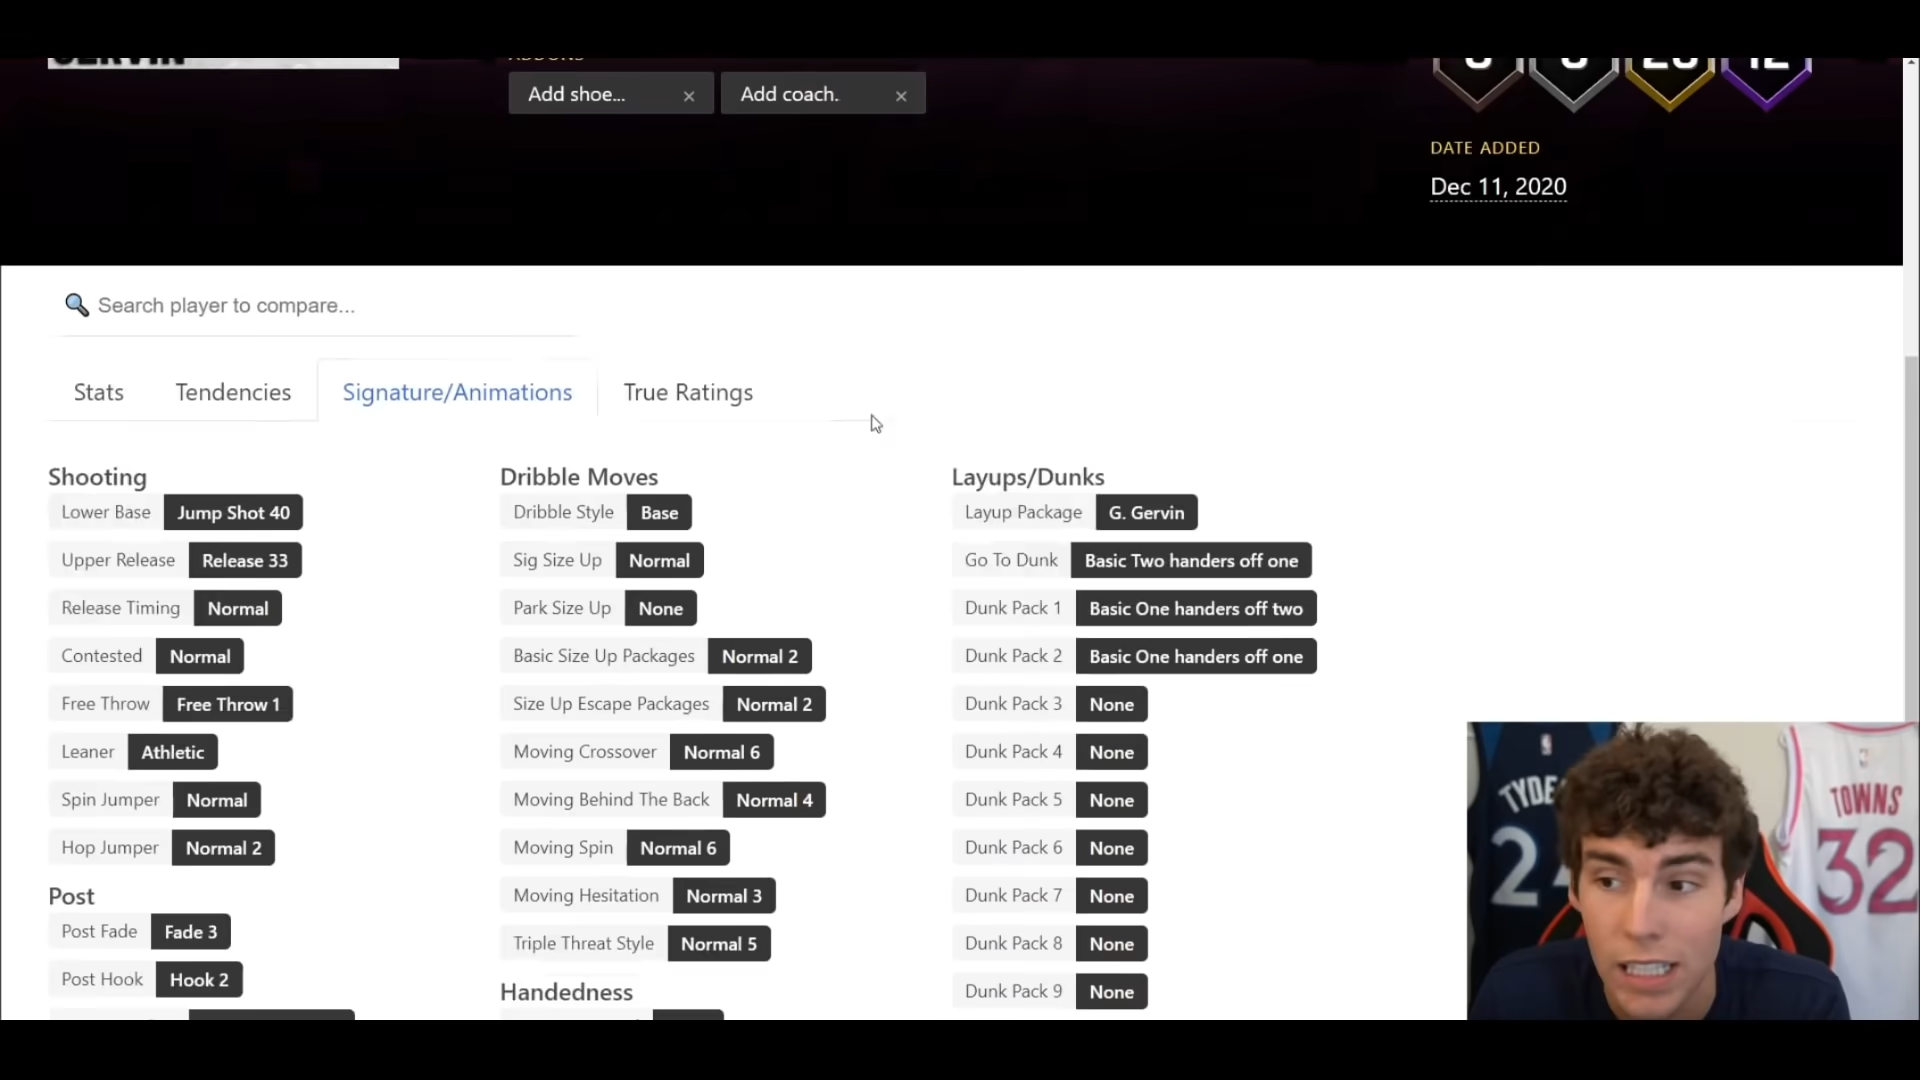 GERVIN
ADDONS
Add shoe... ×
Add coach. ×
DATE ADDED
Dec 11, 2020
Search player to compare...
Stats
Tendencies
Signature/Animations
True Ratings
Shooting
Lower Base Jump Shot 40
Upper Release Release 33
Release Timing Normal
Contested Normal
Free Throw Free Throw 1
Leaner Athletic
Spin Jumper Normal
Hop Jumper Normal 2
Post
Post Fade Fade 3
Post Hook Hook 2
Dribble Moves
Dribble Style Base
Sig Size Up Normal
Park Size Up None
Basic Size Up Packages Normal 2
Size Up Escape Packages Normal 2
Moving Crossover Normal 6
Moving Behind The Back Normal 4
Moving Spin Normal 6
Moving Hesitation Normal 3
Triple Threat Style Normal 5
Handedness
Layups/Dunks
Layup Package G. Gervin
Go To Dunk Basic Two handers off one
Dunk Pack 1 Basic One handers off two
Dunk Pack 2 Basic One handers off one
Dunk Pack 3 None
Dunk Pack 4 None
Dunk Pack 5 None
Dunk Pack 6 None
Dunk Pack 7 None
Dunk Pack 8 None
Dunk Pack 9 None
TYDE
2
TOWNS
32